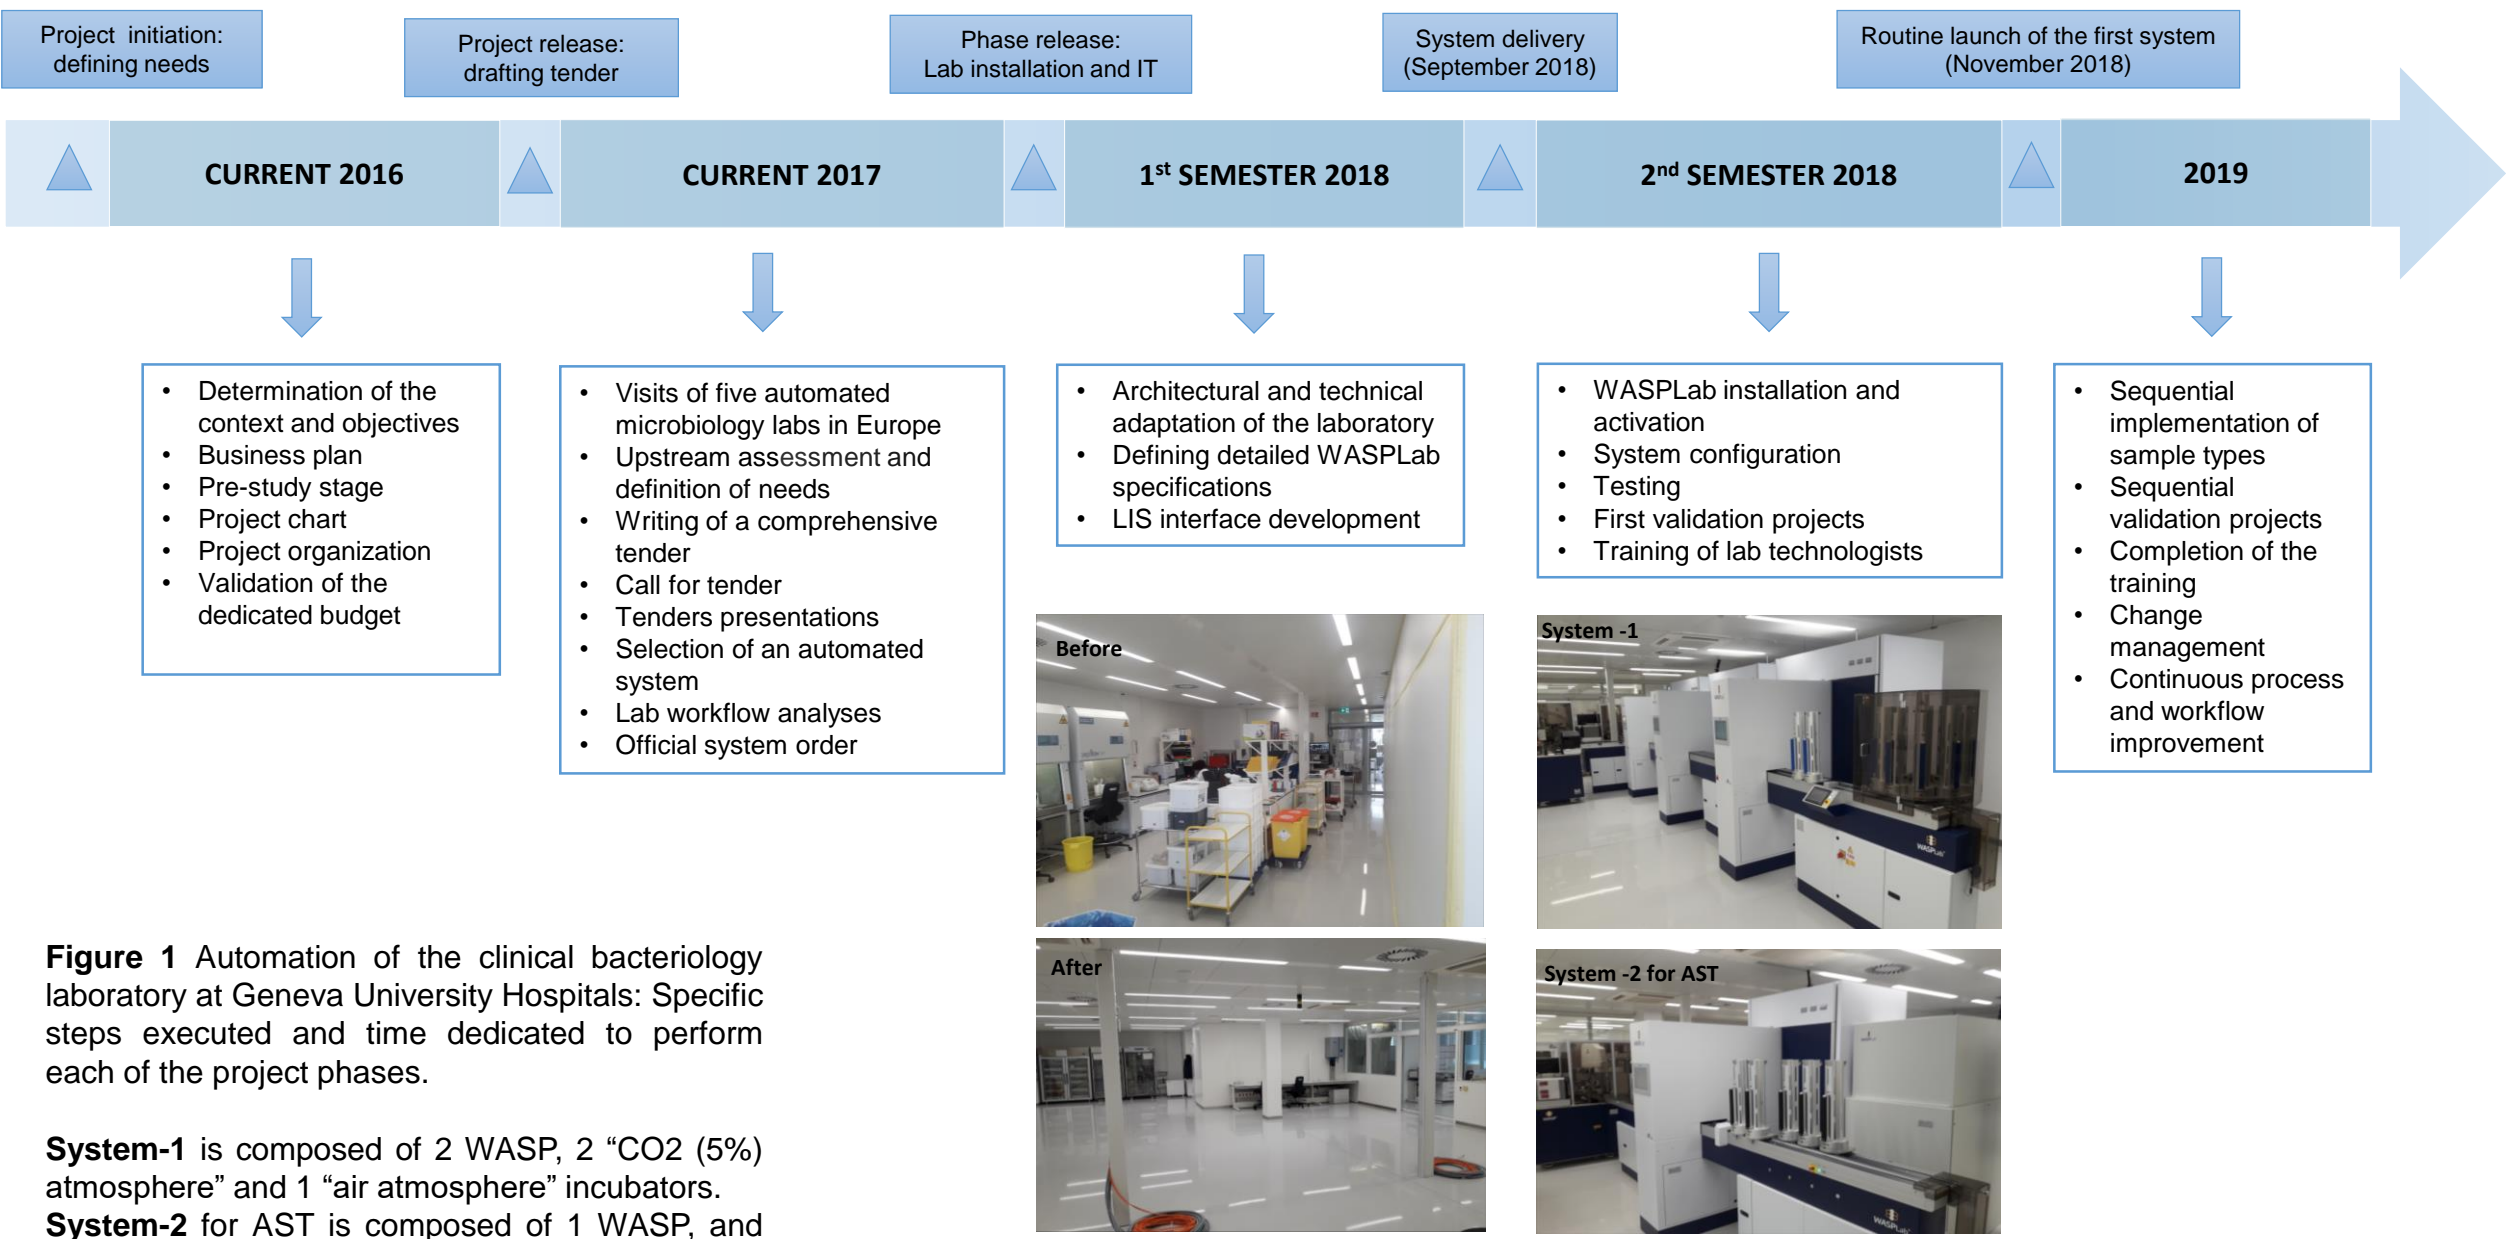 Project initiation:
defining needs
Project release:
drafting tender
Phase release:
Lab installation and IT
System delivery
(September 2018)
Routine launch of the first system
(November 2018)
CURRENT 2016
CURRENT 2017
1st SEMESTER 2018
2nd SEMESTER 2018
2019
• Determination of the
context and objectives
• Business plan
• Pre-study stage
• Project chart
• Project organization
• Validation of the
dedicated budget
• Visits of five automated
microbiology labs in Europe
• Upstream assessment and
definition of needs
• Writing of a comprehensive
tender
• Call for tender
• Tenders presentations
• Selection of an automated
system
• Lab workflow analyses
• Official system order
• Architectural and technical
adaptation of the laboratory
• Defining detailed WASPLab
specifications
• LIS interface development
• WASPLab installation and
activation
• System configuration
• Testing
• First validation projects
• Training of lab technologists
• Sequential
implementation of
sample types
• Sequential
validation projects
• Completion of the
training
• Change
management
• Continuous process
and workflow
improvement
Before
After
System -1
WASPLab
System -2 for AST
WASPLab
Figure 1 Automation of the clinical bacteriology
laboratory at Geneva University Hospitals: Specific
steps executed and time dedicated to perform
each of the project phases.
System-1 is composed of 2 WASP, 2 “CO2 (5%)
atmosphere” and 1 “air atmosphere” incubators.
System-2 for AST is composed of 1 WASP, and